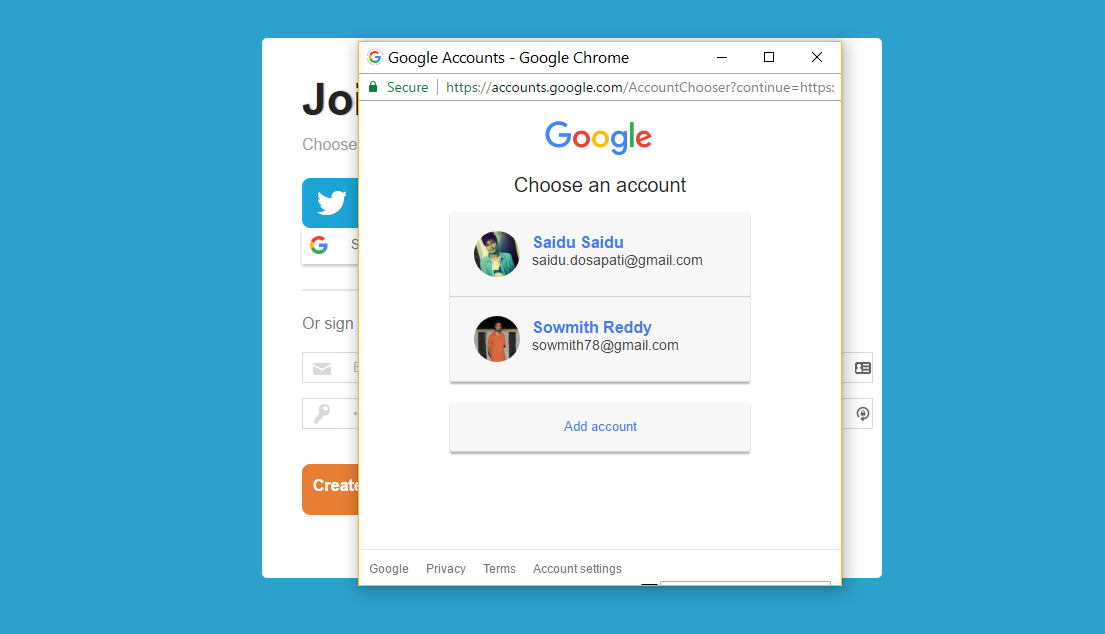 Google Accounts - Google Chrome
Secure https://accounts.google.com/AccountChooser?continue=https:
Joi
Choose
S
Or sign
Create
Google
Choose an account
Saidu Saidu
saidu.dosapati@gmail.com
Sowmith Reddy
sowmith78@gmail.com
Add account
Google Privacy Terms Account settings